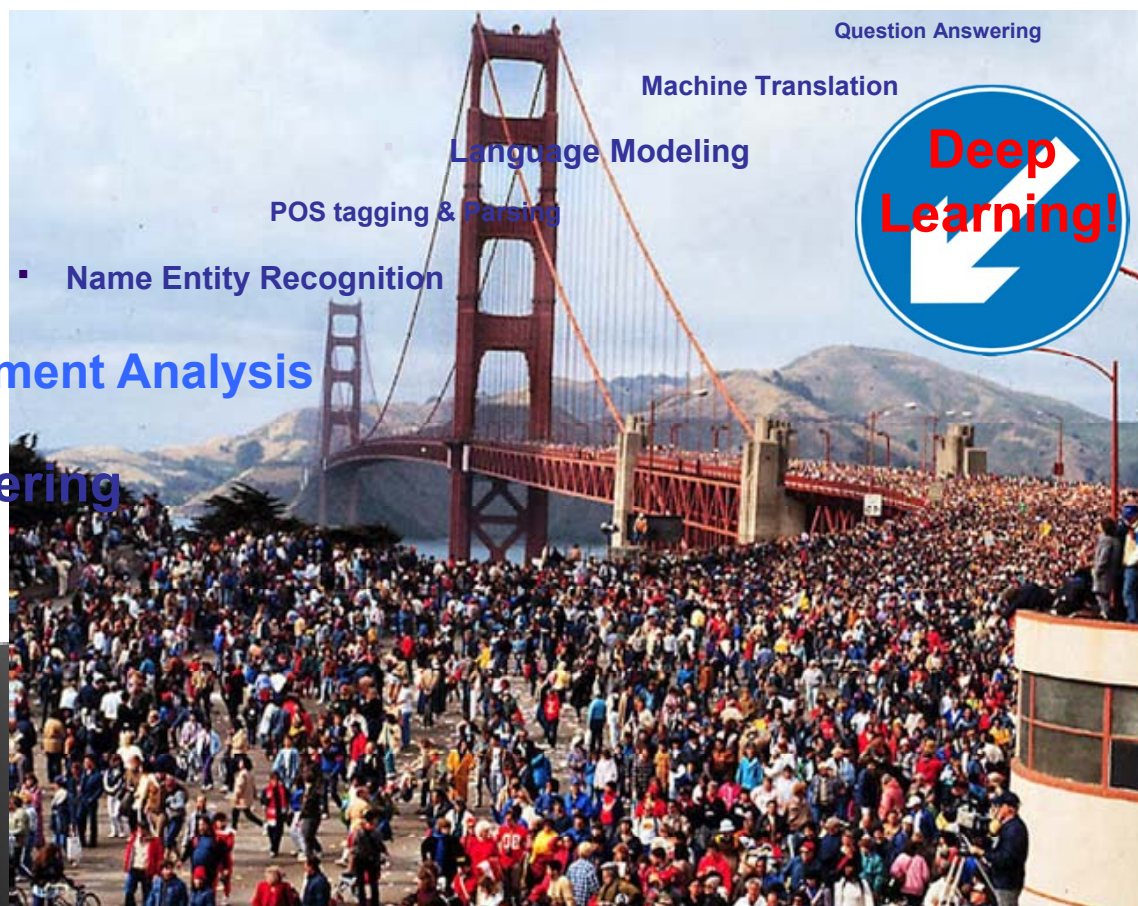 Question Answering
Machine Translation
Deep
Learning!
Language Modeling
POS tagging & Parsing
▪ Name Entity Recognition
ment Analysis
ering